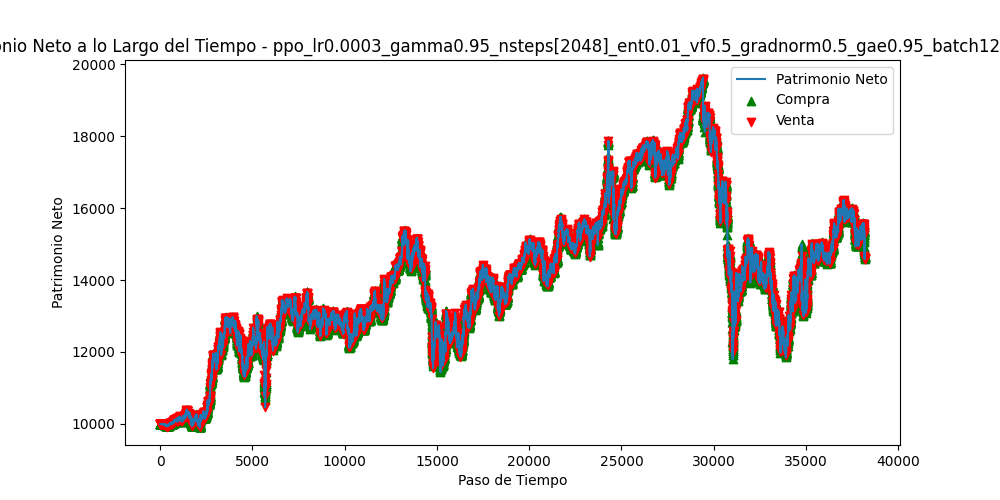 onio Neto a lo Largo del Tiempo - ppo_lr0.0003_gamma0.95_nsteps[2048]_ent0.01_vf0.5_gradnorm0.5_gae0.95_batch12
Patrimonio Neto
Compra
Venta
20000
18000
16000
14000
12000
10000
Patrimonio Neto
0
5000
10000
15000
20000
25000
30000
35000
40000
Paso de Tiempo